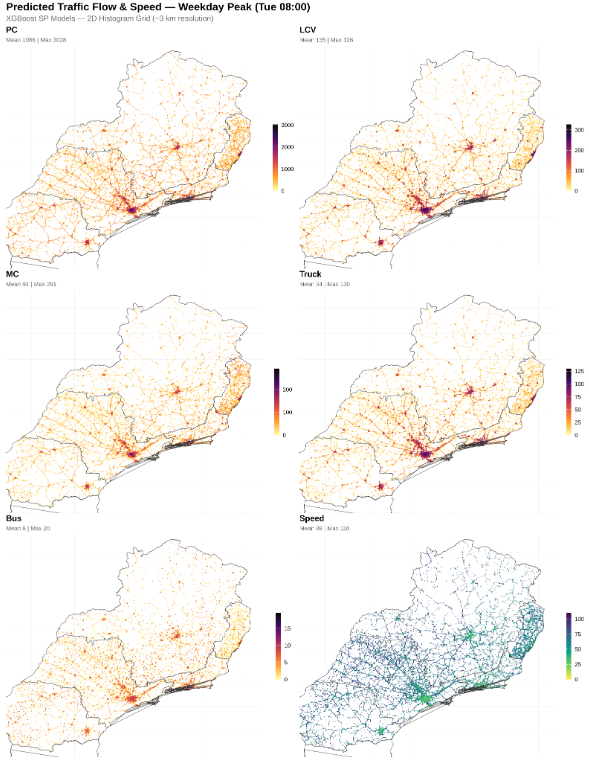 Predicted Traffic Flow & Speed — Weekday Peak (Tue 08:00)
XGBoost SP Models — 2D Histogram Grid (~3 km resolution)
PC
Mean 1086 | Max 3028
3000
2000
1000
0
LCV
Mean 135 | Max 326
300
200
100
0
MC
Mean 91 | Max 291
200
100
0
Truck
Mean 34 | Max 130
125
100
75
50
25
0
Bus
Mean 6 | Max 20
15
10
5
0
Speed
Mean 49 | Max 110
100
75
50
25
0